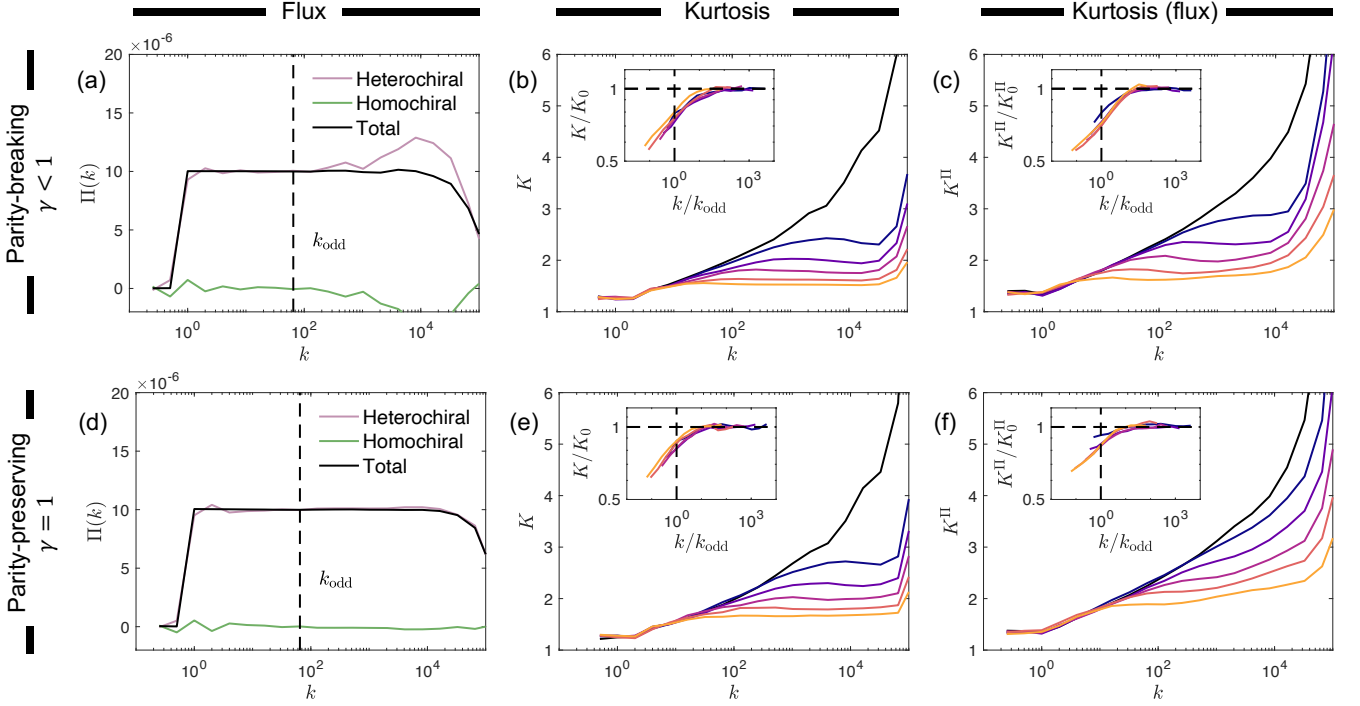 Flux
Kurtosis
Kurtosis (flux)
Parity-breaking
γ < 1
(a)
×10⁻⁶
20
15
10
5
0
Π(k)
Heterochiral
Homochiral
Total
k_odd
10⁰
10²
10⁴
k
(b)
6
5
4
3
2
1
K
10⁰
10²
10⁴
k
1
0.5
K/K₀
10⁰
10³
k/k_odd
(c)
6
5
4
3
2
1
K^Π
10⁰
10²
10⁴
k
1
0.5
K^Π/K₀^Π
10⁰
10³
k/k_odd
Parity-preserving
γ = 1
(d)
×10⁻⁶
20
15
10
5
0
Π(k)
Heterochiral
Homochiral
Total
k_odd
10⁰
10²
10⁴
k
(e)
6
5
4
3
2
1
K
10⁰
10²
10⁴
k
1
0.5
K/K₀
10⁰
10³
k/k_odd
(f)
6
5
4
3
2
1
K^Π
10⁰
10²
10⁴
k
1
0.5
K^Π/K₀^Π
10⁰
10³
k/k_odd